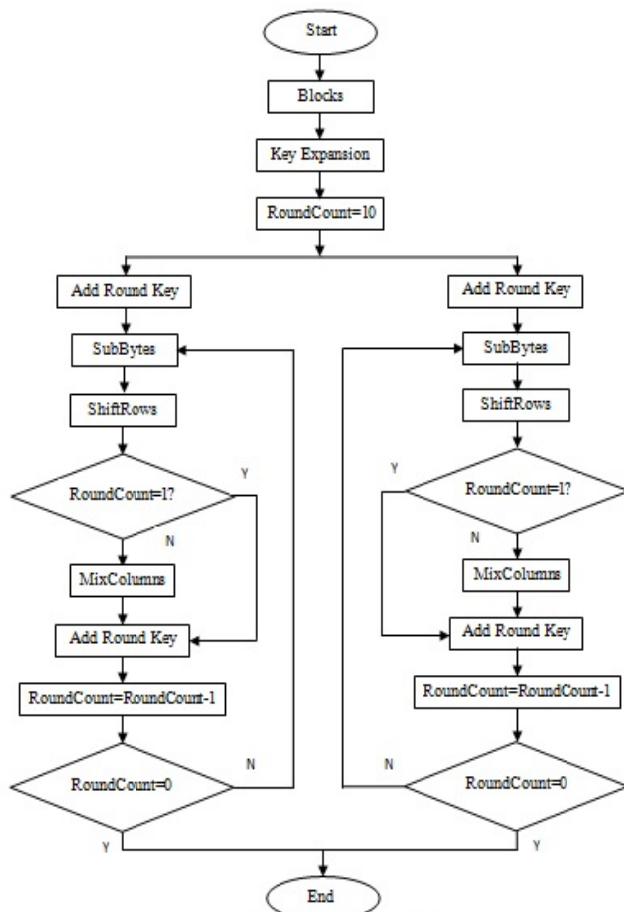 Start
Blocks
Key Expansion
RoundCount=10
Add Round Key
SubBytes
ShiftRows
RoundCount=1?
Y
N
MixColumns
Add Round Key
RoundCount=RoundCount-1
RoundCount=0
N
Y
Add Round Key
SubBytes
ShiftRows
RoundCount=1?
Y
N
MixColumns
Add Round Key
RoundCount=RoundCount-1
RoundCount=0
N
Y
End